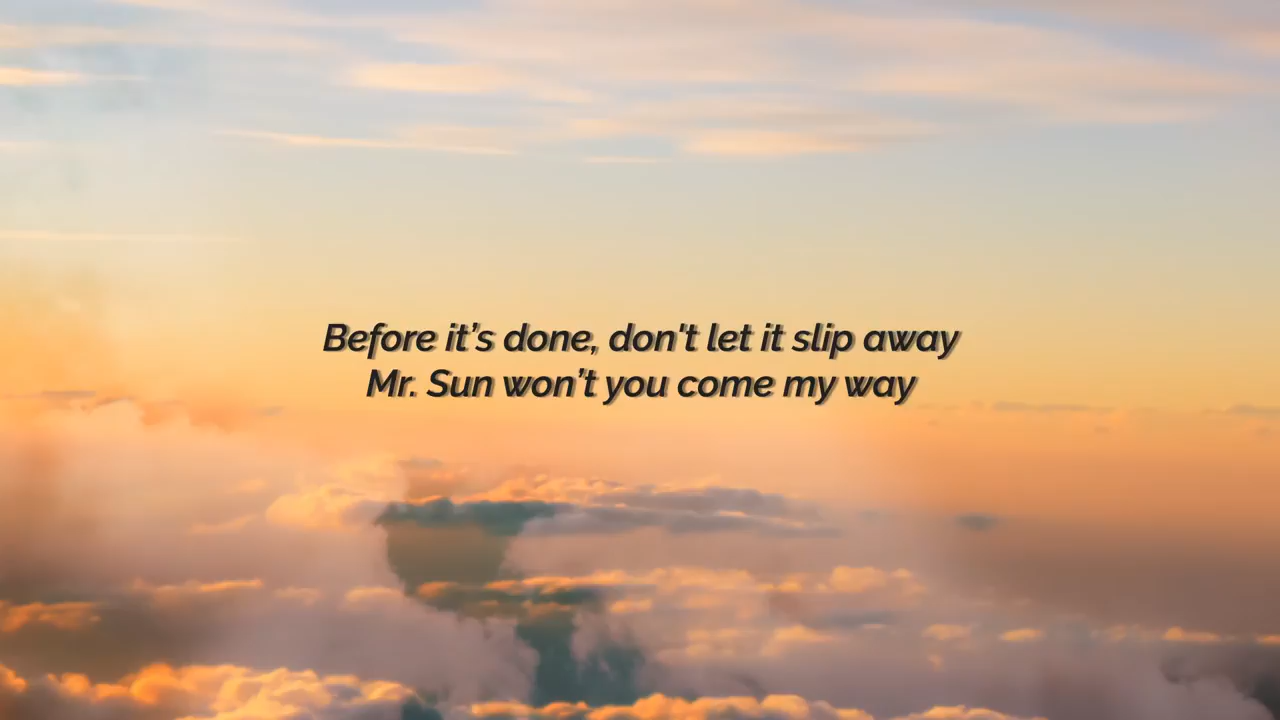 Before it’s done, don't let it slip away
Mr. Sun won’t you come my way